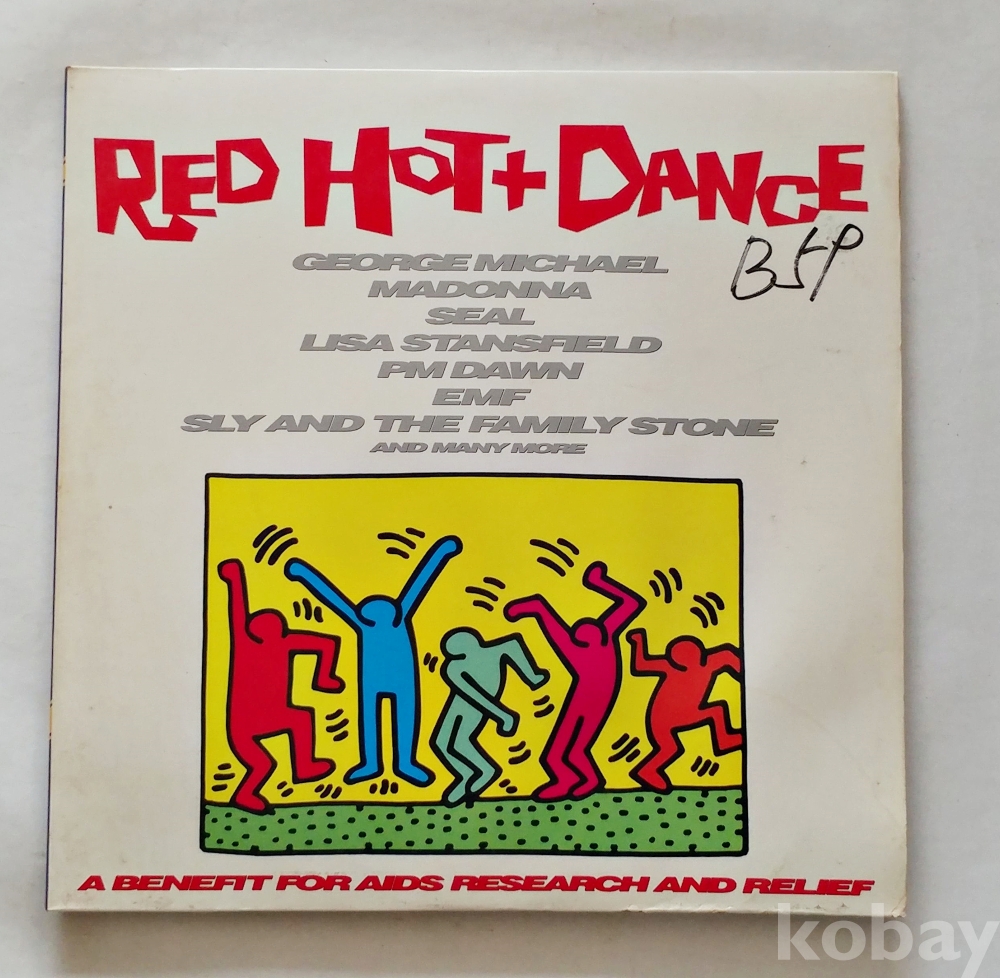 RED HOT + DANCE
GEORGE MICHAEL
MADONNA
SEAL
LISA STANSFIELD
PM DAWN
EMF
SLY AND THE FAMILY STONE
AND MANY MORE
A BENEFIT FOR AIDS RESEARCH AND RELIEF
kobay